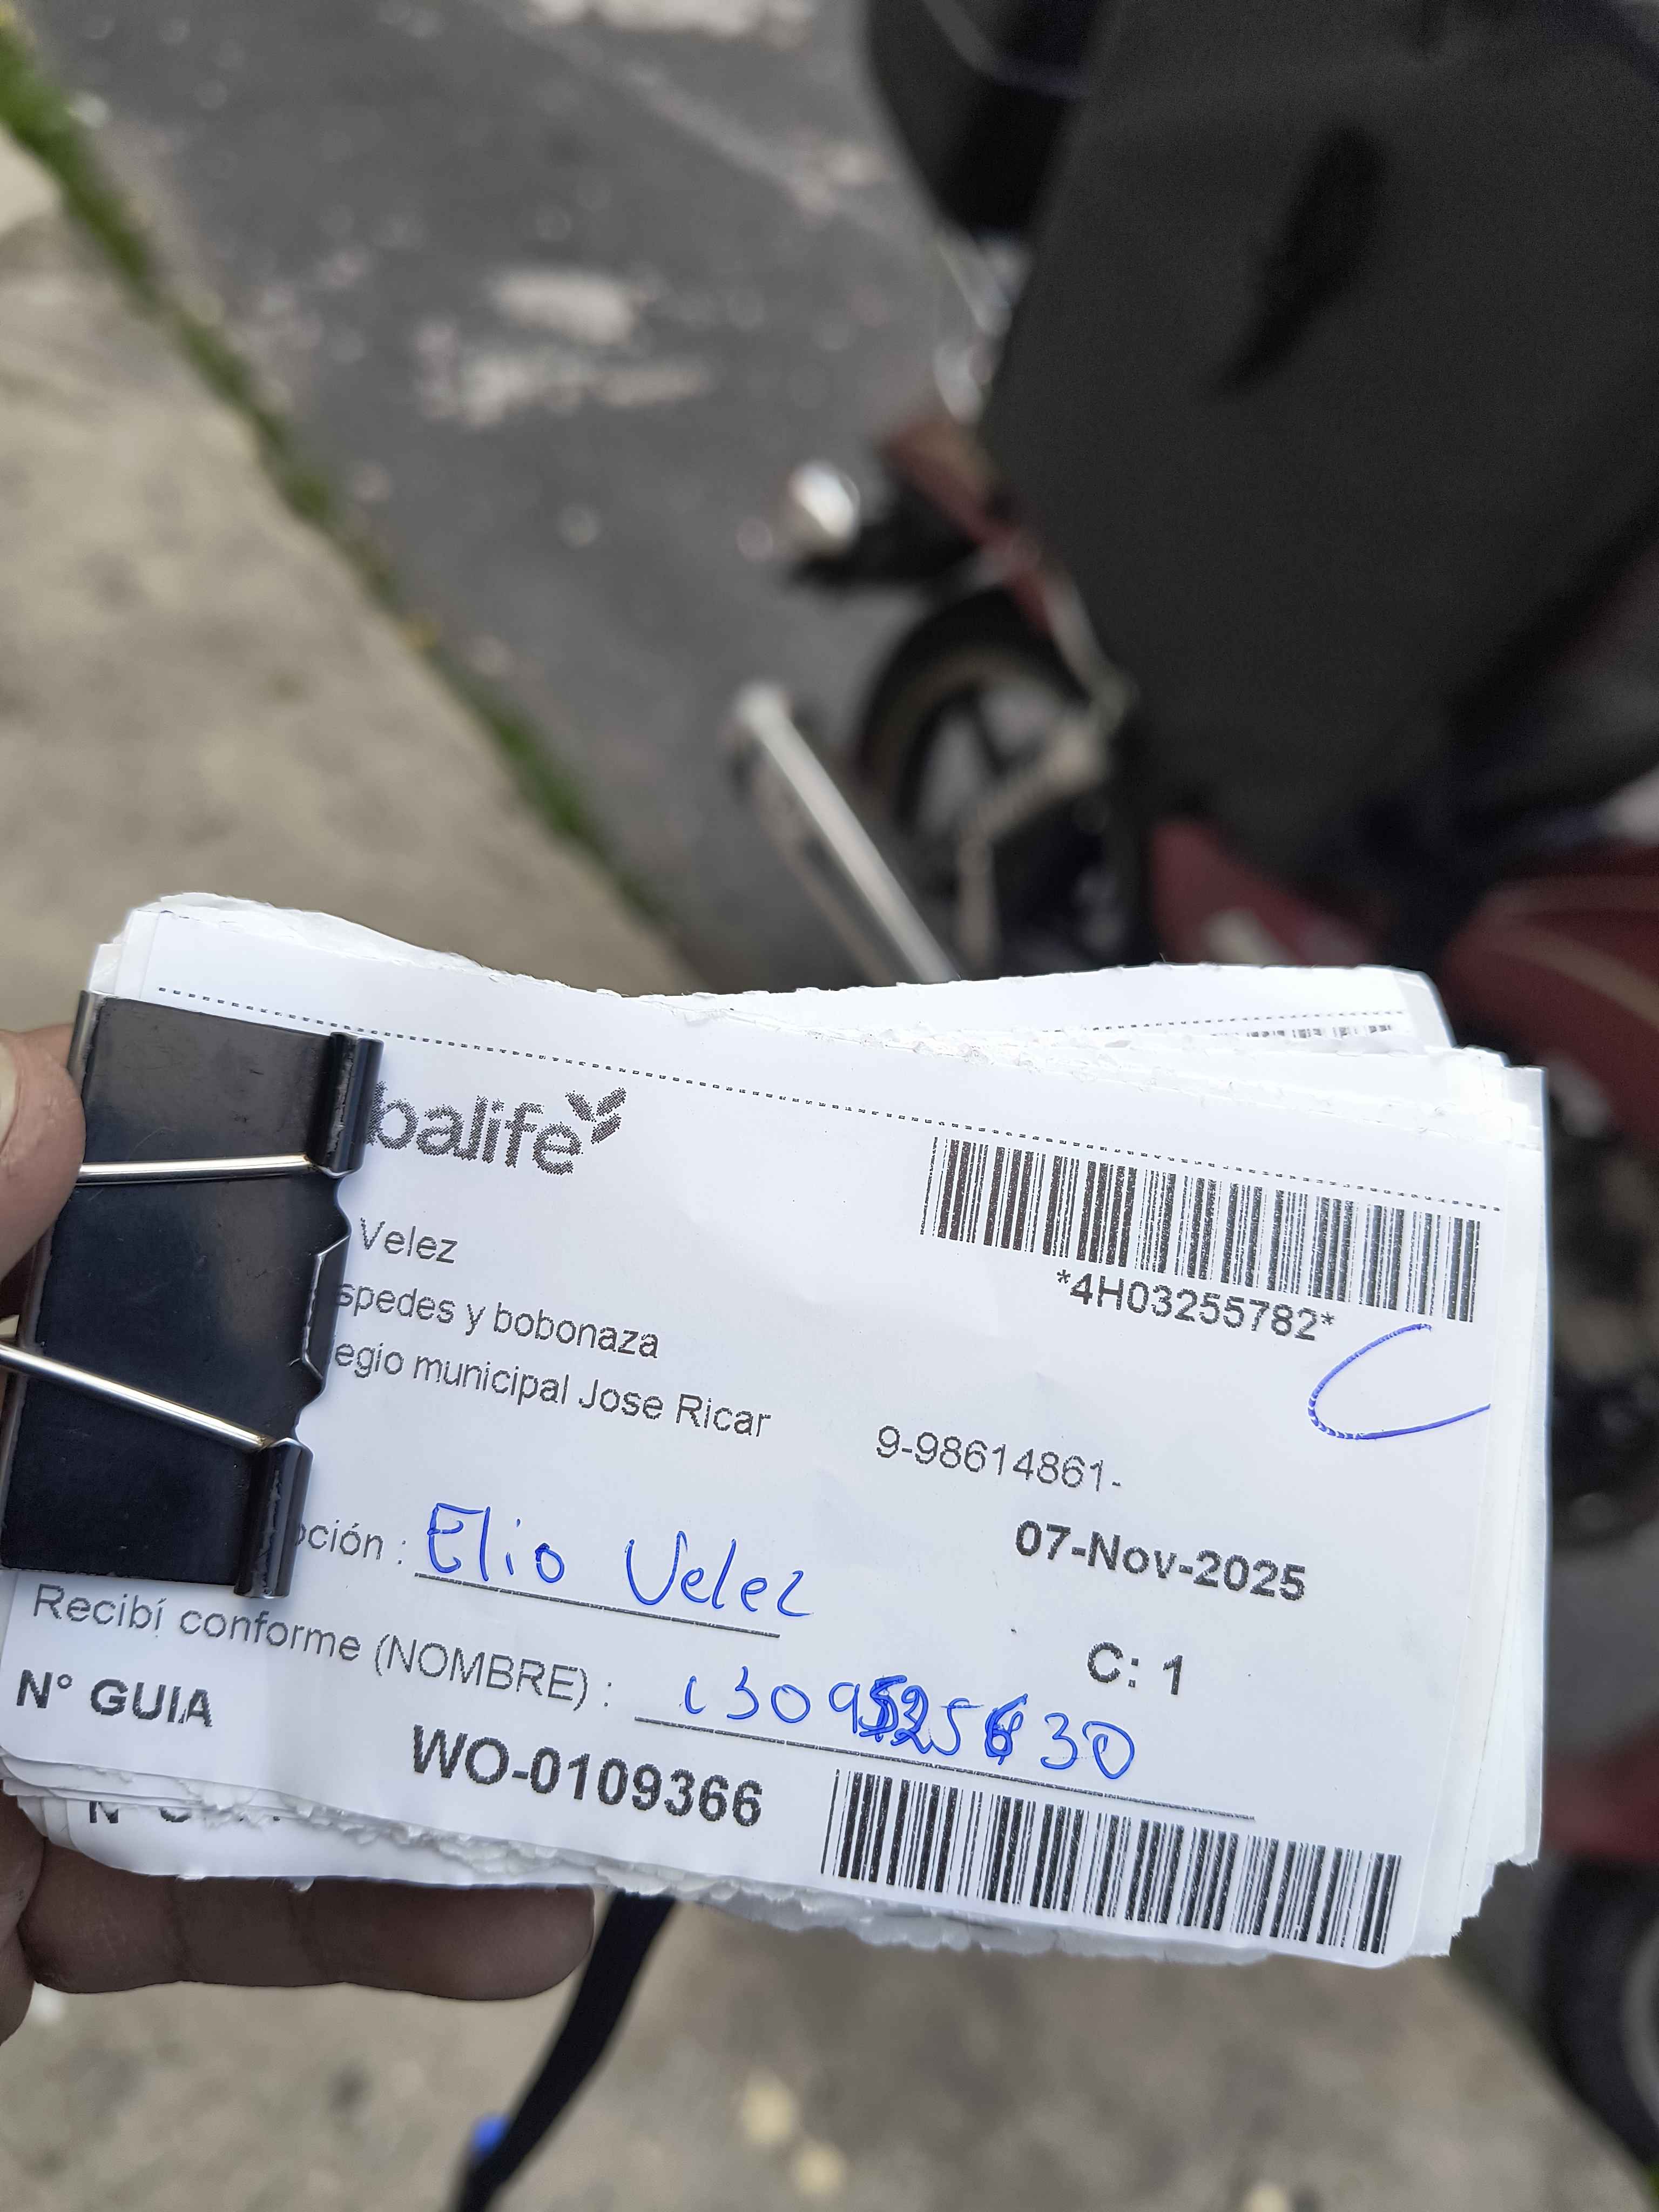 balife
*4H03255782*
Velez
spedes y bobonaza
egio municipal Jose Ricar
9-98614861-
07-Nov-2025
pción : Elio Velez
C: 1
Recibí conforme (NOMBRE) :
N° GUIA
WO-0109366